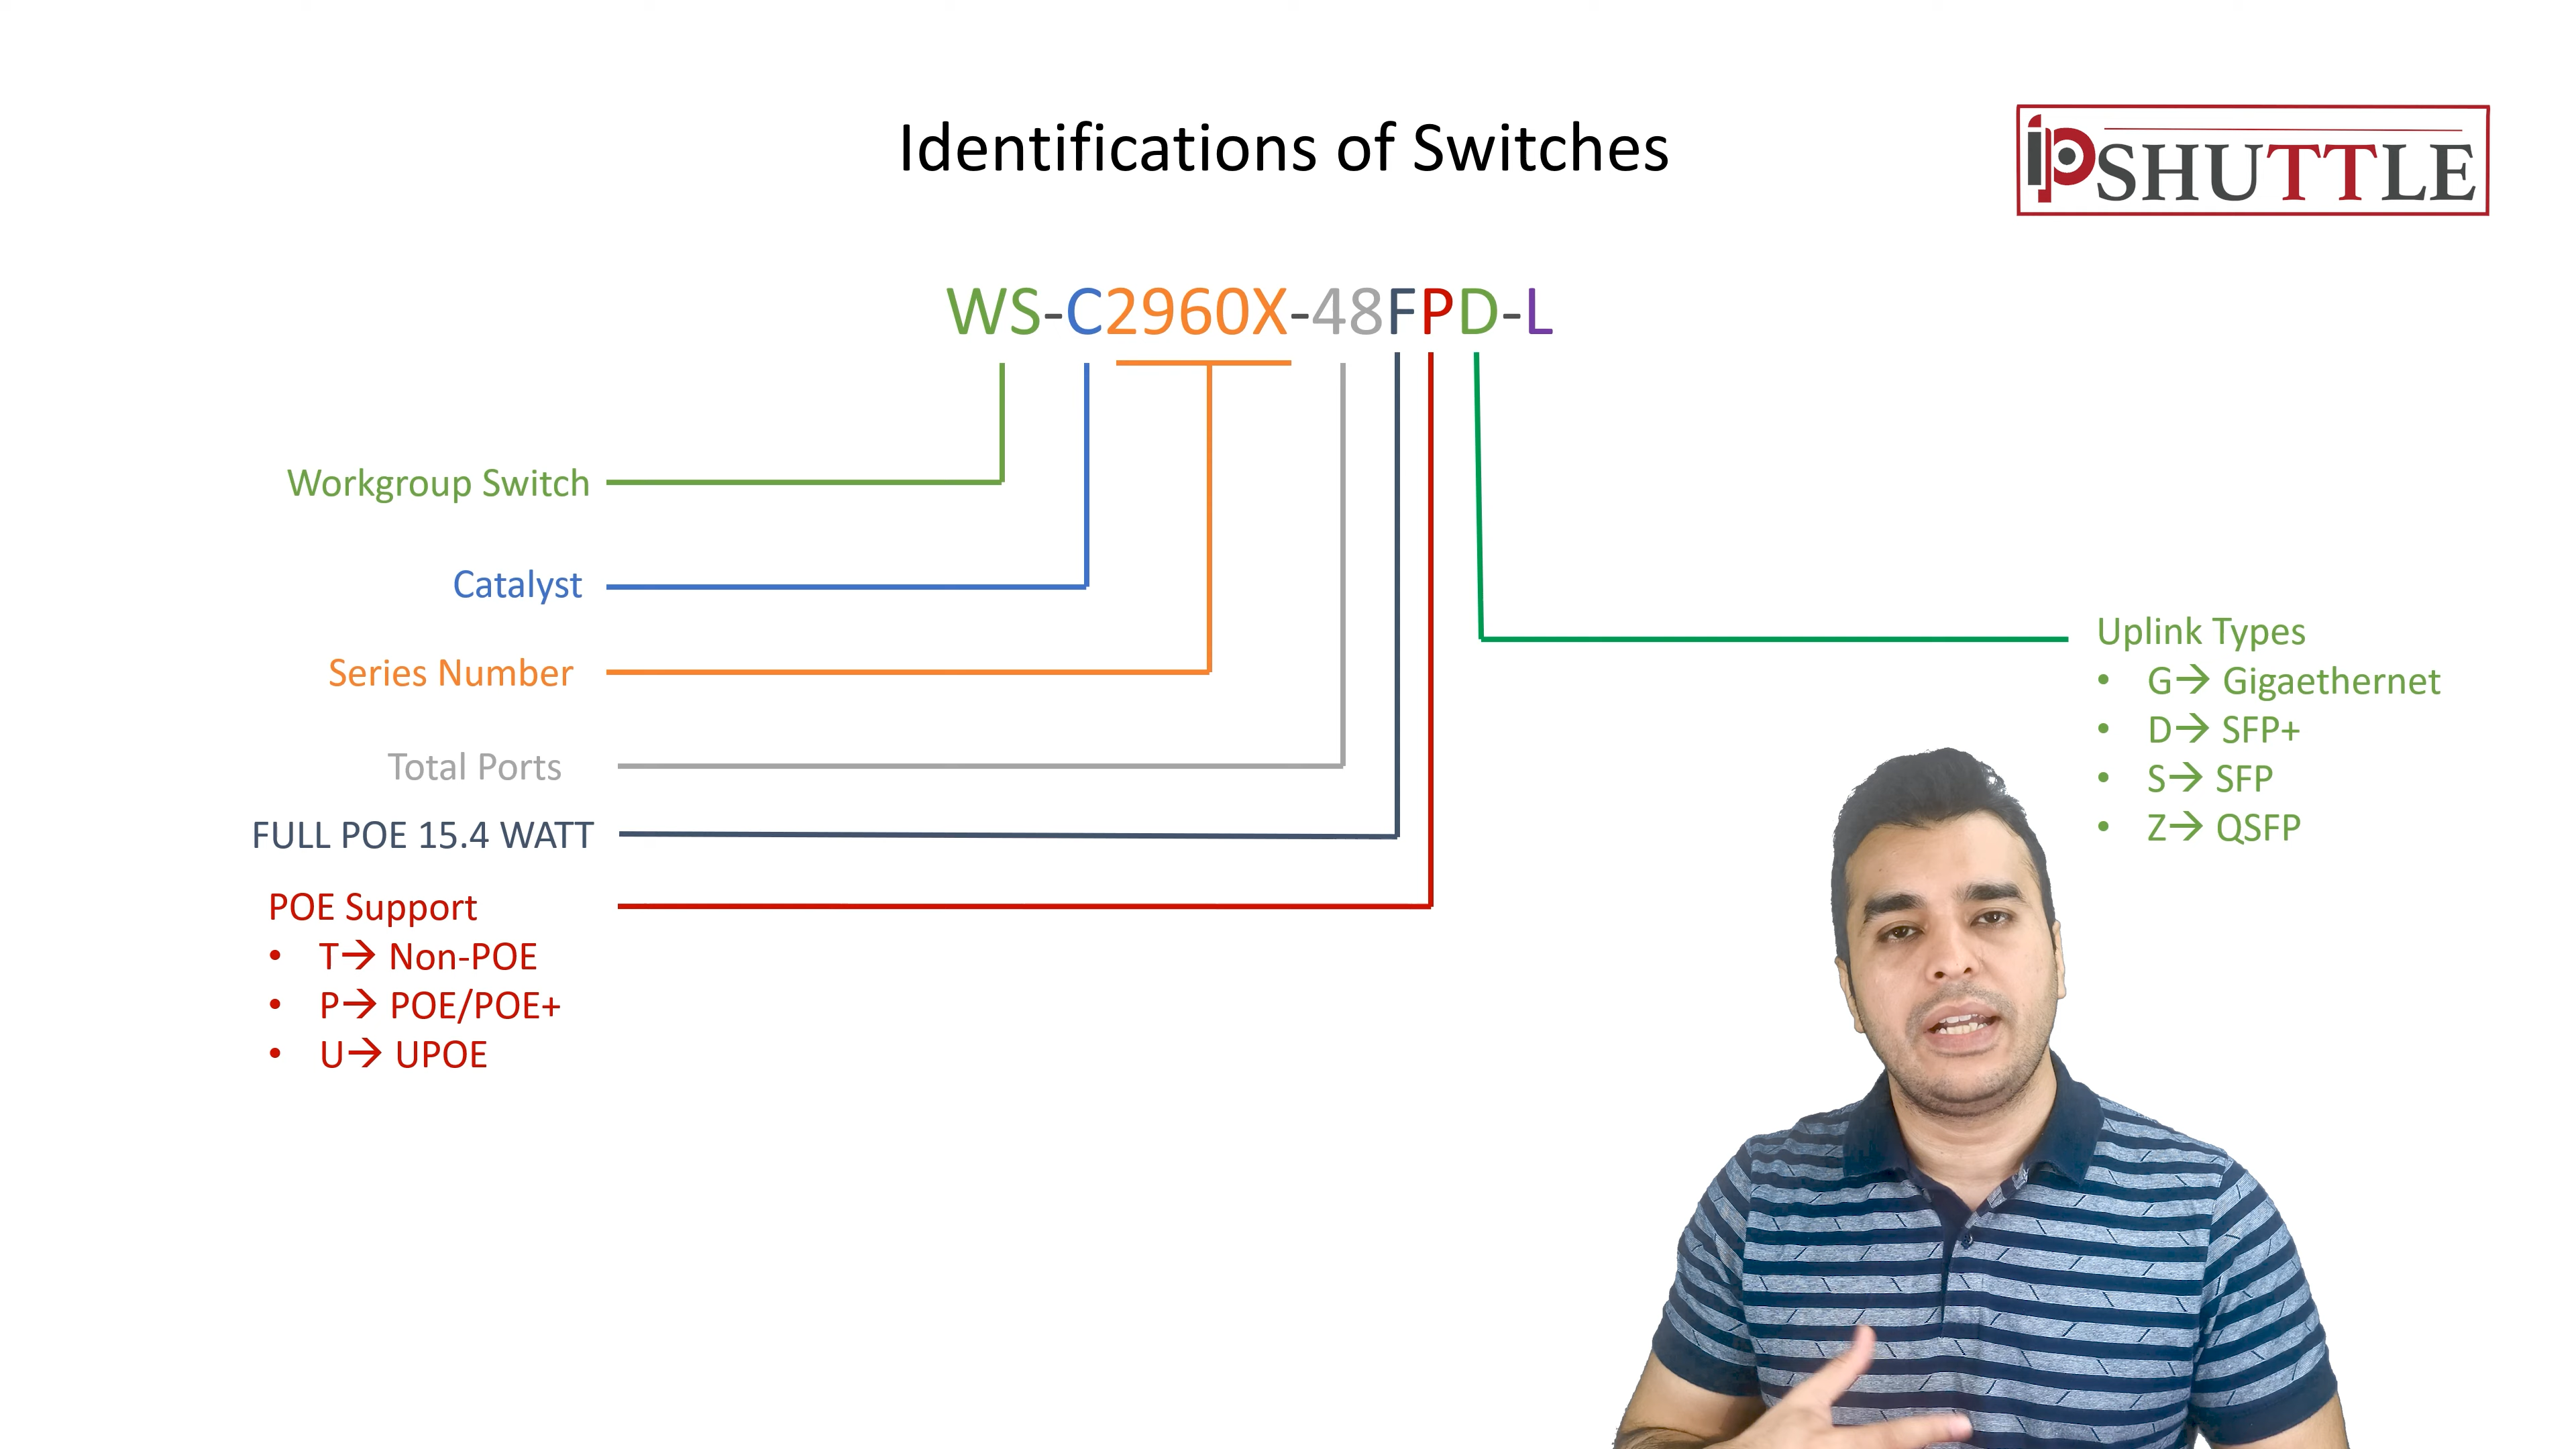 Identifications of Switches
ipSHUTTLE
WS-C2960X-48FPD-L
Workgroup Switch
Catalyst
Series Number
Total Ports
FULL POE 15.4 WATT
POE Support
• T→ Non-POE
• P→ POE/POE+
• U→ UPOE
Uplink Types
• G→ Gigaethernet
• D→ SFP+
• S→ SFP
• Z→ QSFP